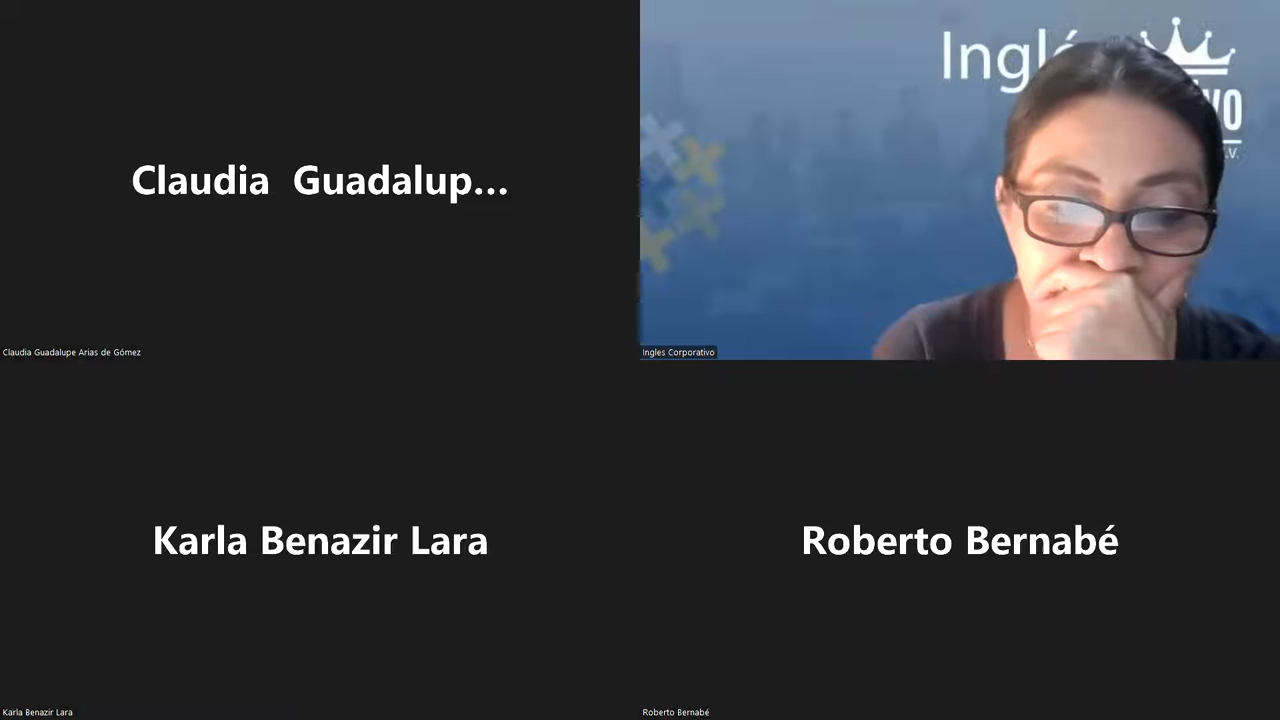 Claudia  Guadalup...
Claudia Guadalupe Arias de Gómez
Ingles Corporativo
Karla Benazir Lara
Karla Benazir Lara
Roberto Bernabé
Roberto Bernabé